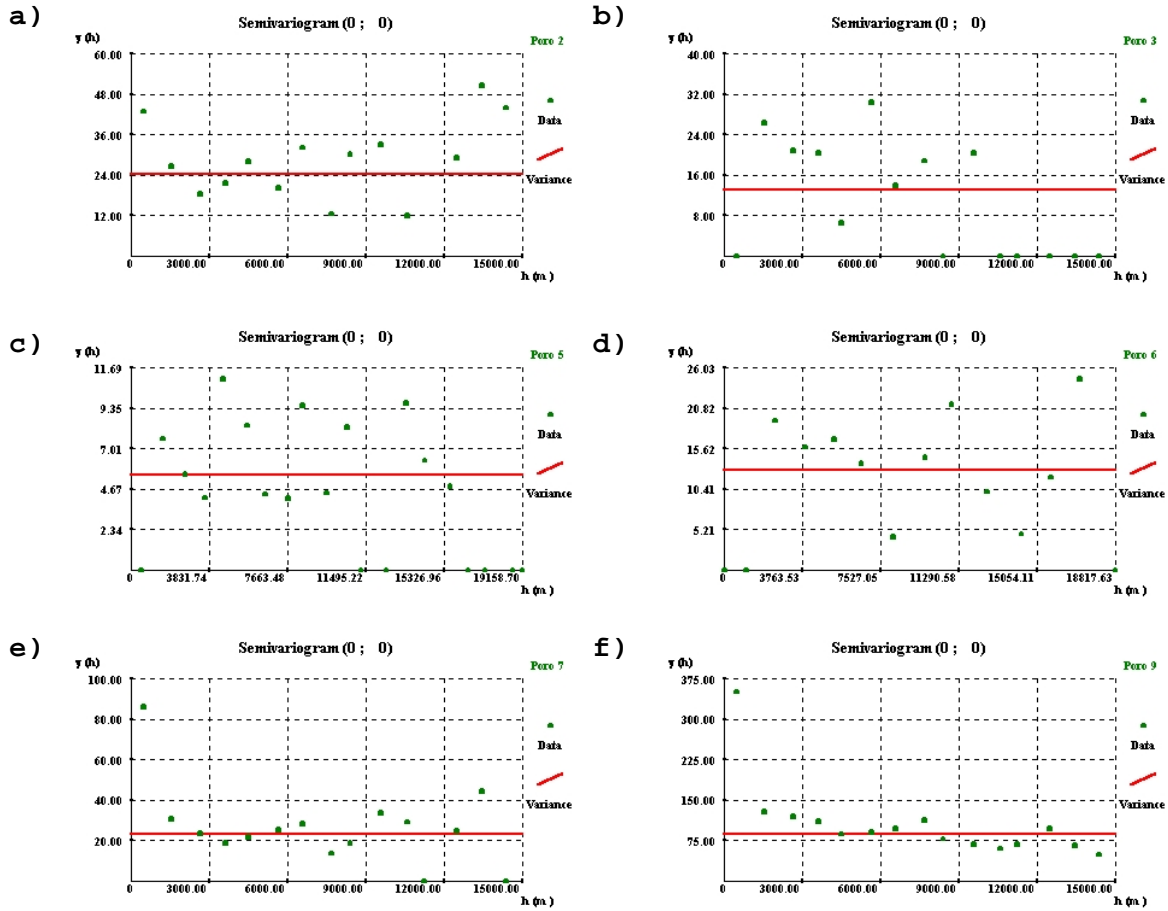 a)
Semivariogram (0 ; 0)
γ (h)
Poro 2
60.00
48.00
36.00
24.00
12.00
0 3000.00 6000.00 9000.00 12000.00 15000.00
h (m)
Data
Variance
b)
Semivariogram (0 ; 0)
γ (h)
Poro 3
40.00
32.00
24.00
16.00
8.00
0 3000.00 6000.00 9000.00 12000.00 15000.00
h (m)
Data
Variance
c)
Semivariogram (0 ; 0)
γ (h)
Poro 5
11.69
9.35
7.01
4.67
2.34
0 3831.74 7663.48 11495.22 15326.96 19158.70
h (m)
Data
Variance
d)
Semivariogram (0 ; 0)
γ (h)
Poro 6
26.03
20.82
15.62
10.41
5.21
0 3763.53 7527.05 11290.58 15054.11 18817.63
h (m)
Data
Variance
e)
Semivariogram (0 ; 0)
γ (h)
Poro 7
100.00
80.00
60.00
40.00
20.00
0 3000.00 6000.00 9000.00 12000.00 15000.00
h (m)
Data
Variance
f)
Semivariogram (0 ; 0)
γ (h)
Poro 9
375.00
300.00
225.00
150.00
75.00
0 3000.00 6000.00 9000.00 12000.00 15000.00
h (m)
Data
Variance